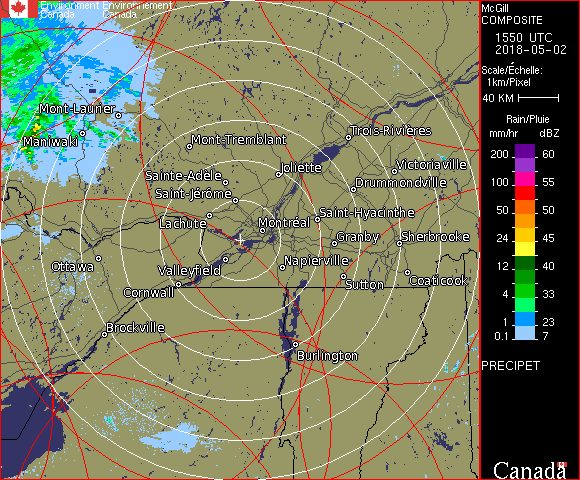 Environment Environnement
Canada Canada
Mont-Laurier
Maniwaki
Mont-Tremblant
Trois-Rivières
Joliette
Victoriaville
Sainte-Adèle
Drummondville
Saint-Jérôme
Saint-Hyacinthe
Lachute
Montréal
Granby
Sherbrooke
Ottawa
Valleyfield
Napierville
Cornwall
Sutton
Coaticook
Brockville
Burlington
McGill
COMPOSITE
1550 UTC
2018-05-02
Scale/Échelle:
1km/Pixel
40 KM
Rain/Pluie
mm/hr dBZ
200 60
150 57
100 55
50 50
24 45
12 40
4 33
1 23
0.1 7
PRECIPET
Canada